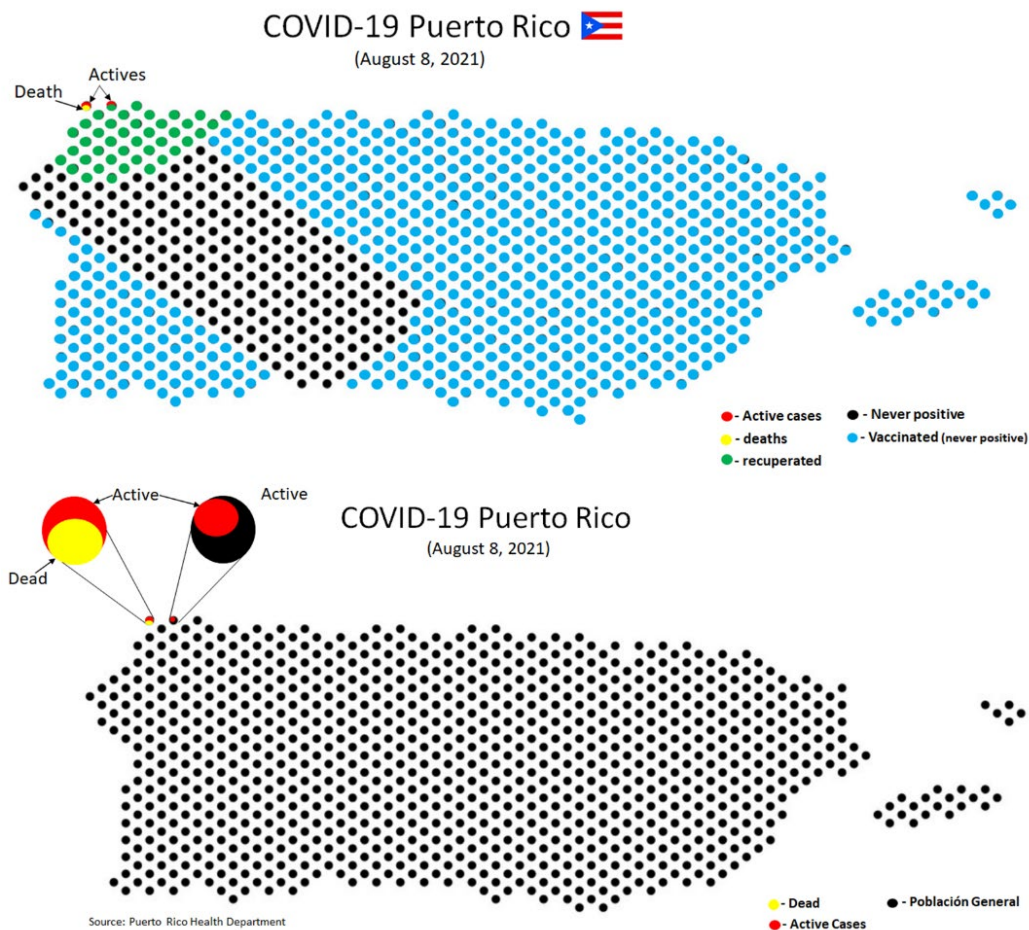 COVID-19 Puerto Rico
(August 8, 2021)
Actives
Death
- Active cases
- Never positive
- deaths
- Vaccinated (never positive)
- recuperated
Active
Active
COVID-19 Puerto Rico
(August 8, 2021)
Dead
- Dead
- Población General
- Active Cases
Source: Puerto Rico Health Department